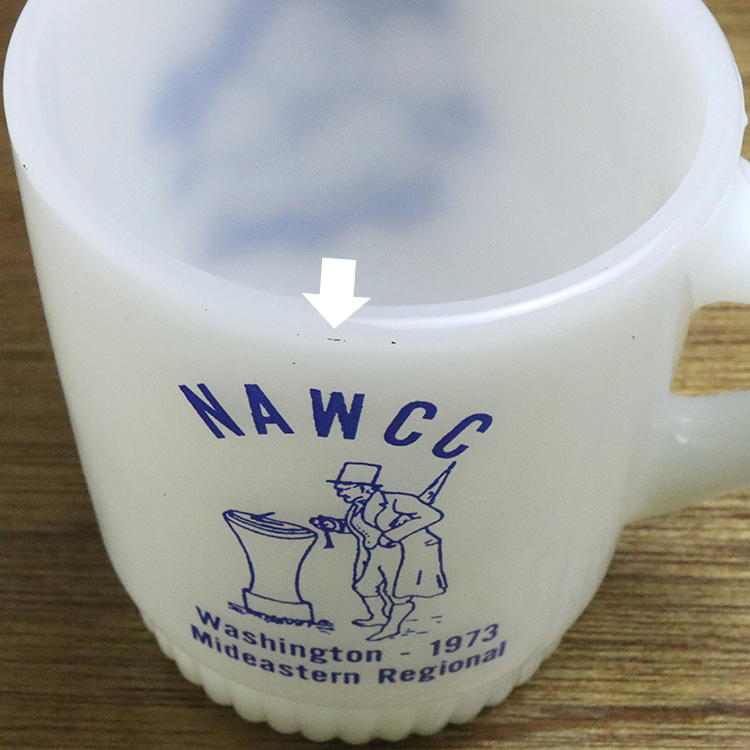 NAWCC
Washington - 1973
Mideastern Regional